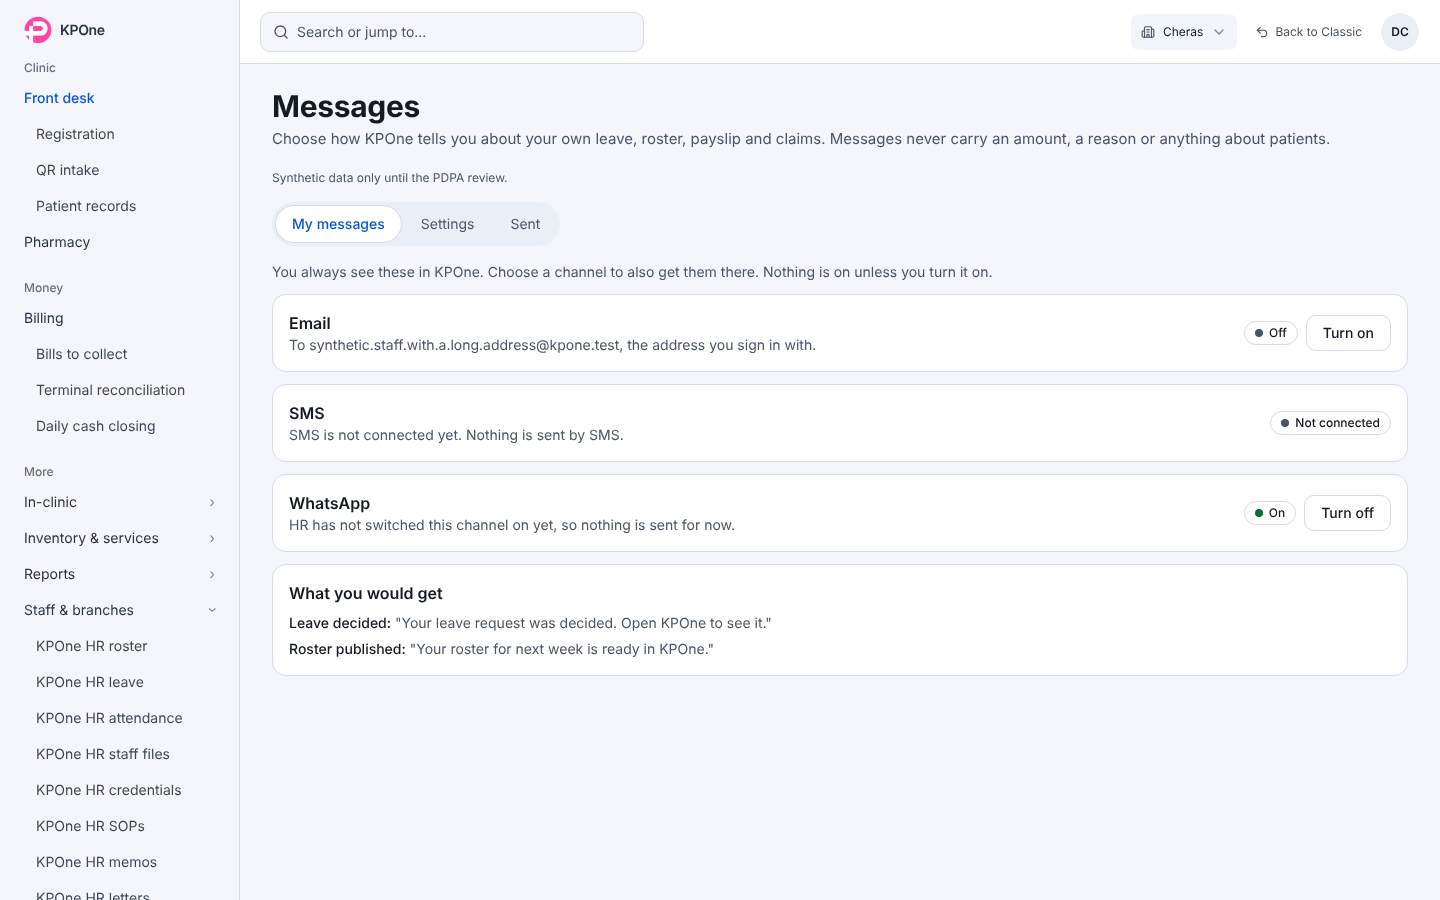 KPOne
Search or jump to...
Cheras
Back to Classic
DC
Clinic
Front desk
Registration
QR intake
Patient records
Pharmacy
Money
Billing
Bills to collect
Terminal reconciliation
Daily cash closing
More
In-clinic
Inventory & services
Reports
Staff & branches
KPOne HR roster
KPOne HR leave
KPOne HR attendance
KPOne HR staff files
KPOne HR credentials
KPOne HR SOPs
KPOne HR memos
KPOne HR letters
Messages
Choose how KPOne tells you about your own leave, roster, payslip and claims. Messages never carry an amount, a reason or anything about patients.
Synthetic data only until the PDPA review.
My messages
Settings
Sent
You always see these in KPOne. Choose a channel to also get them there. Nothing is on unless you turn it on.
Email
To synthetic.staff.with.a.long.address@kpone.test, the address you sign in with.
Off
Turn on
SMS
SMS is not connected yet. Nothing is sent by SMS.
Not connected
WhatsApp
HR has not switched this channel on yet, so nothing is sent for now.
On
Turn off
What you would get
Leave decided: "Your leave request was decided. Open KPOne to see it."
Roster published: "Your roster for next week is ready in KPOne."